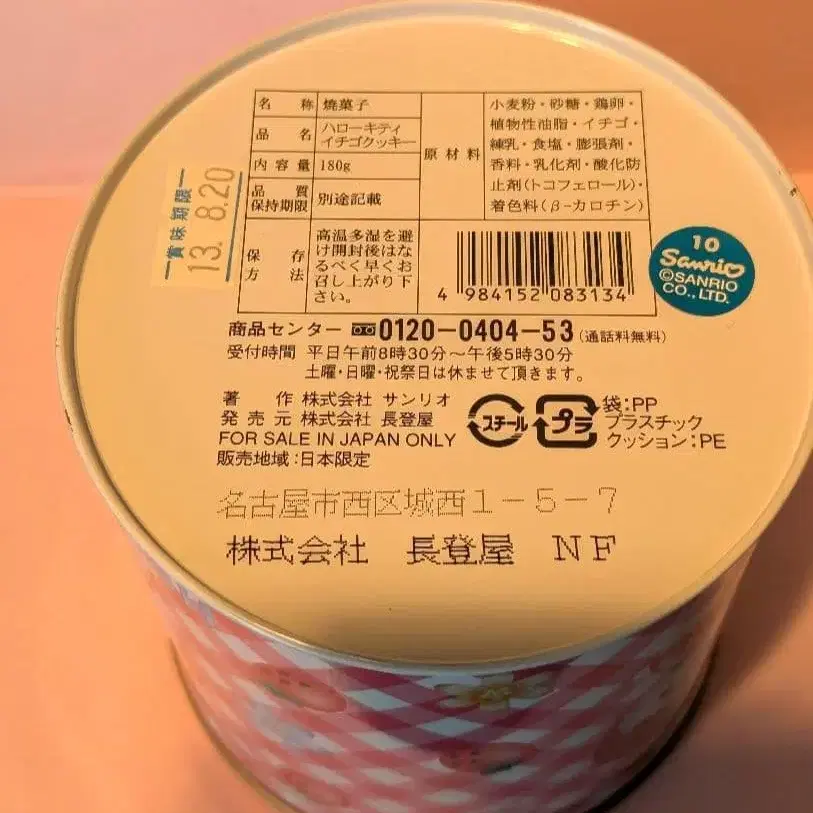 名称 焼菓子
品名 ハローキティ
イチゴクッキー
内容量 180g
品質
保持期限 別途記載
保存
方法
高温多湿を避
け開封後はな
るべく早くお
召し上がり下
さい。
原材料
小麦粉・砂糖・鶏卵・
植物性油脂・イチゴ・
練乳・食塩・膨張剤・
香料・乳化剤・酸化防
止剤(トコフェロール)・
着色料(β-カロチン)
賞味期限
13. 8.20
4 984152 083134
10
Sanrio
©SANRIO
CO., LTD.
商品センター 0120-0404-53 (通話料無料)
受付時間 平日午前8時30分〜午後5時30分
土曜・日曜・祝祭日は休ませて頂きます。
著作 株式会社 サンリオ
発売元 株式会社 長登屋
FOR SALE IN JAPAN ONLY
販売地域:日本限定
スチール
プラ
袋:PP
プラスチック
クッション:PE
名古屋市西区城西1-5-7
株式会社 長登屋 NF